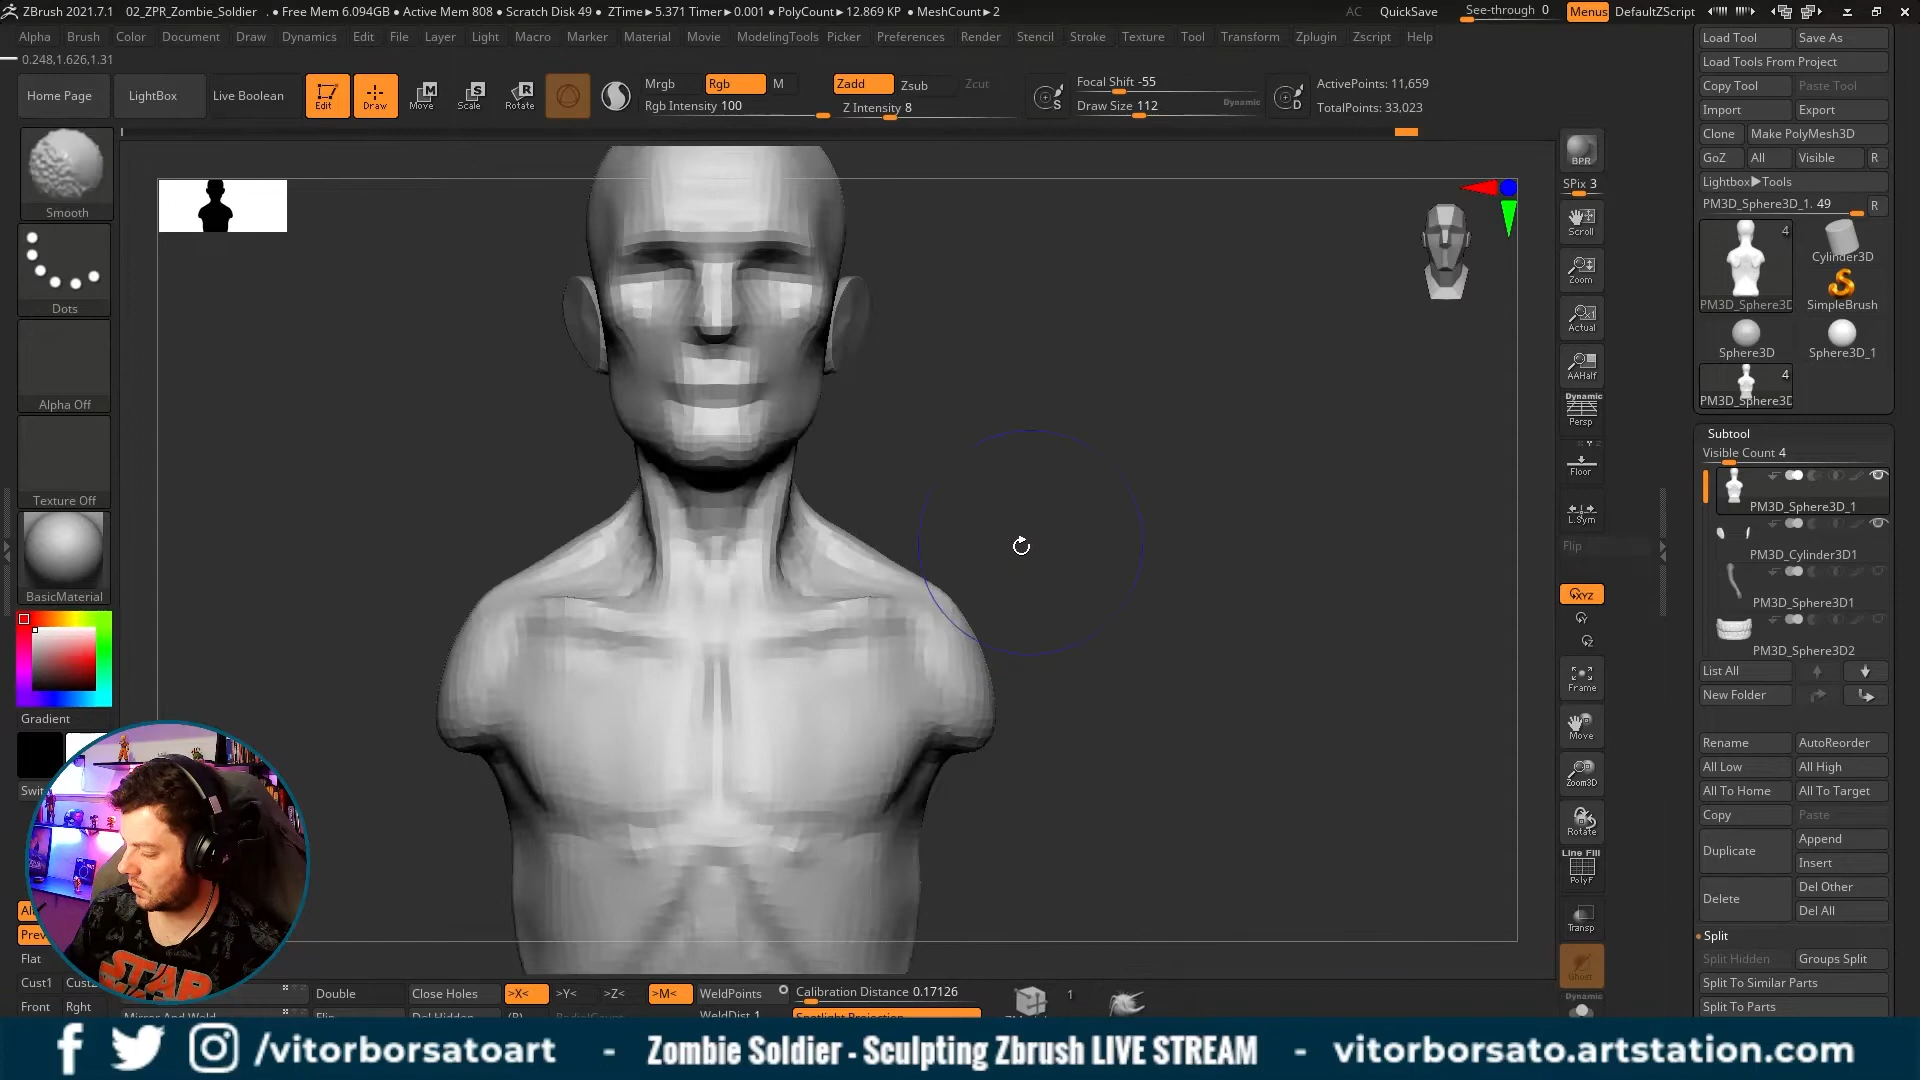 ZBrush 2021.7.1 02_ZPR_Zombie_Soldier . • Free Mem 6.094GB • Active Mem 808 • Scratch Disk 49 • ZTime▶5.371 Timer▶0.001 • PolyCount▶12.869 KP • MeshCount▶2 AC QuickSave See-through 0 Menus DefaultZScript
Alpha Brush Color Document Draw Dynamics Edit File Layer Light Macro Marker Material Movie ModelingTools Picker Preferences Render Stencil Stroke Texture Tool Transform Zplugin Zscript Help
0.248,1.626,1.31
Home Page LightBox Live Boolean Edit Draw Move Scale Rotate
Mrgb Rgb M Zadd Zsub Zcut
Rgb Intensity 100 Z Intensity 8
Focal Shift -55
Draw Size 112 Dynamic
ActivePoints: 11,659
TotalPoints: 33,023
Smooth
Dots
Alpha Off
Texture Off
BasicMaterial
Gradient
Swit
Prev
Flat
Cust1
Front Rght
BPR
SPix 3
Scroll
Zoom
Actual
AAHalf
Dynamic
Persp
Floor
L.Sym
Flip
XYZ
Frame
Move
Zoom3D
Rotate
Line Fill
PolyF
Transp
Ghost
Dynamic
Load Tool Save As
Load Tools From Project
Copy Tool Paste Tool
Import Export
Clone Make PolyMesh3D
GoZ All Visible R
Lightbox▶Tools
PM3D_Sphere3D_1. 49 R
4
Cylinder3D
PM3D_Sphere3D SimpleBrush
Sphere3D Sphere3D_1
4
PM3D_Sphere3D
Subtool
Visible Count 4
PM3D_Sphere3D_1
PM3D_Cylinder3D1
PM3D_Sphere3D1
PM3D_Sphere3D2
List All
New Folder
Rename AutoReorder
All Low All High
All To Home All To Target
Copy Paste
Duplicate Append
Insert
Delete Del Other
Del All
Split
Split Hidden Groups Split
Split To Similar Parts
Split To Parts
Double Close Holes >X< >Y< >Z< >M< WeldPoints Calibration Distance 0.17126 1
Mirror And Weld Flip Del Hidden (R) RadialCount WeldDist 1 Spotlight Projection
STAR
/vitorborsatoart - Zombie Soldier - Sculpting Zbrush LIVE STREAM - vitorborsato.artstation.com